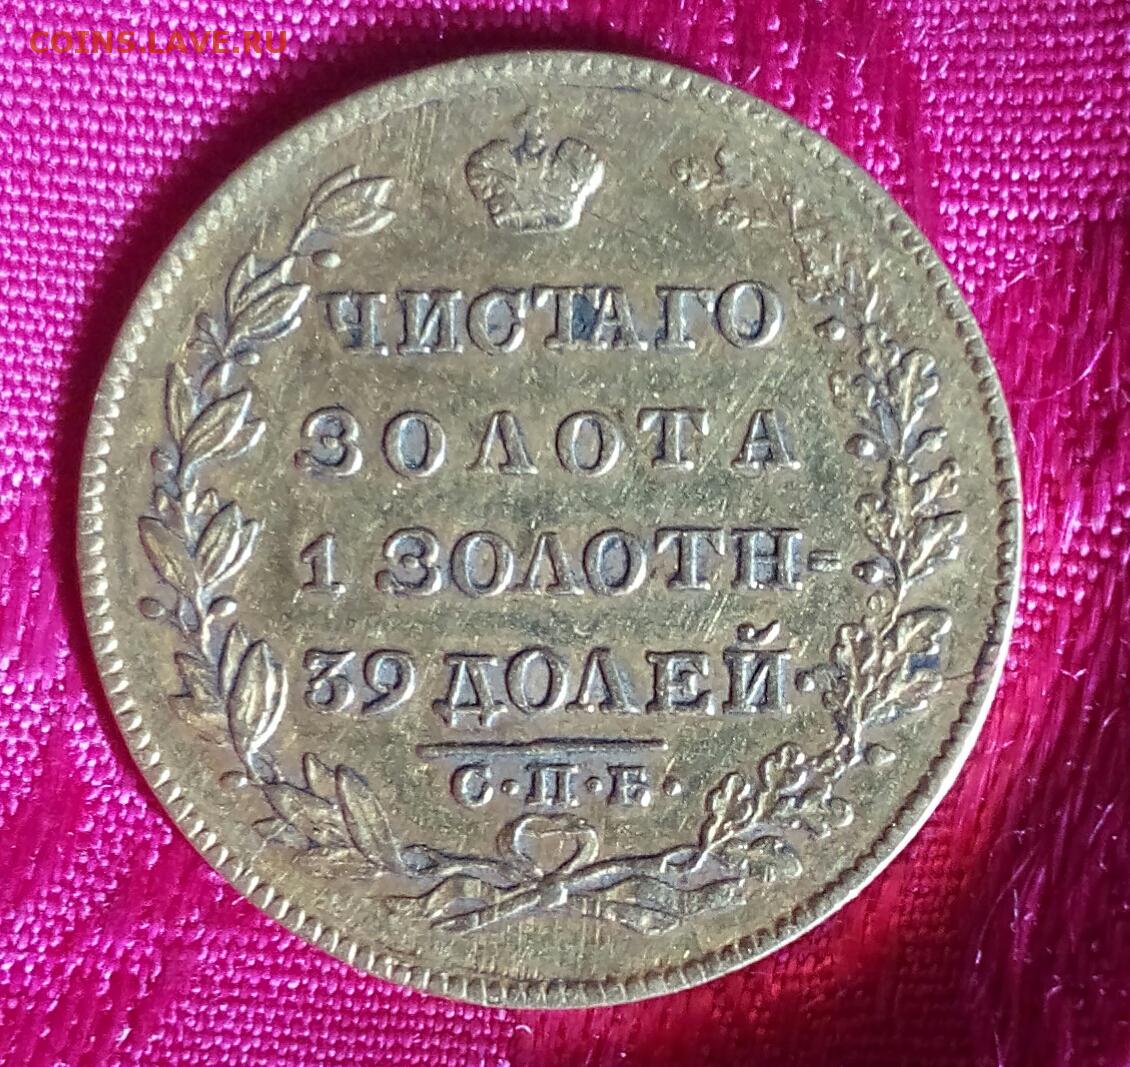 COINS.LAVE.RU
ЧИСТАГО
ЗОЛОТА
1 ЗОЛОТН=
39 ДОЛЕЙ·
С·П·Б·